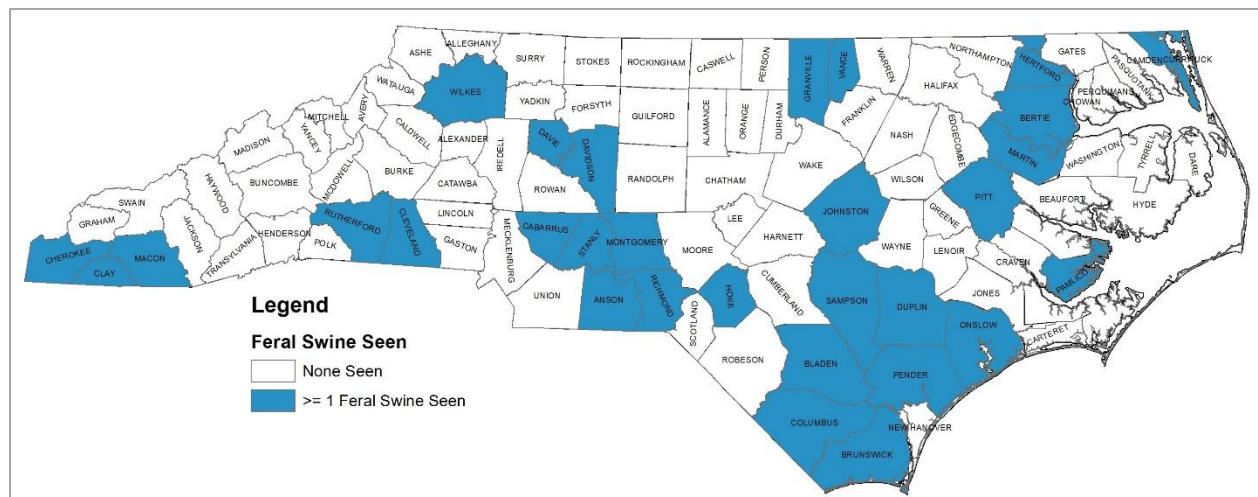 ALLEGHANY
ASHE
SURRY
STOKES
ROCKINGHAM
CASWELL
PERSON
GRANVILLE
VANCE
WARREN
NORTHAMPTON
HERTFORD
GATES
CAMDEN
CURRITUCK
PASQUOTANK
PERQUIMANS
CHOWAN
WATAUGA
WILKES
YADKIN
FORSYTH
GUILFORD
ALAMANCE
ORANGE
DURHAM
FRANKLIN
HALIFAX
BERTIE
MITCHELL
AVERY
YANCEY
MADISON
CALDWELL
ALEXANDER
IREDELL
DAVIE
DAVIDSON
RANDOLPH
CHATHAM
WAKE
NASH
EDGECOMBE
MARTIN
WASHINGTON
TYRRELL
DARE
HAYWOOD
BUNCOMBE
MCDOWELL
BURKE
CATAWBA
ROWAN
WILSON
PITT
BEAUFORT
HYDE
SWAIN
GRAHAM
JACKSON
TRANSYLVANIA
HENDERSON
POLK
RUTHERFORD
CLEVELAND
LINCOLN
GASTON
MECKLENBURG
CABARRUS
STANLY
MONTGOMERY
MOORE
LEE
HARNETT
JOHNSTON
WAYNE
GREENE
LENOIR
CRAVEN
PAMLICO
CHEROKEE
CLAY
MACON
UNION
ANSON
RICHMOND
SCOTLAND
HOKE
CUMBERLAND
SAMPSON
DUPLIN
JONES
ONSLOW
CARTERET
ROBESON
BLADEN
PENDER
COLUMBUS
BRUNSWICK
NEW HANOVER
Legend
Feral Swine Seen
None Seen
>= 1 Feral Swine Seen